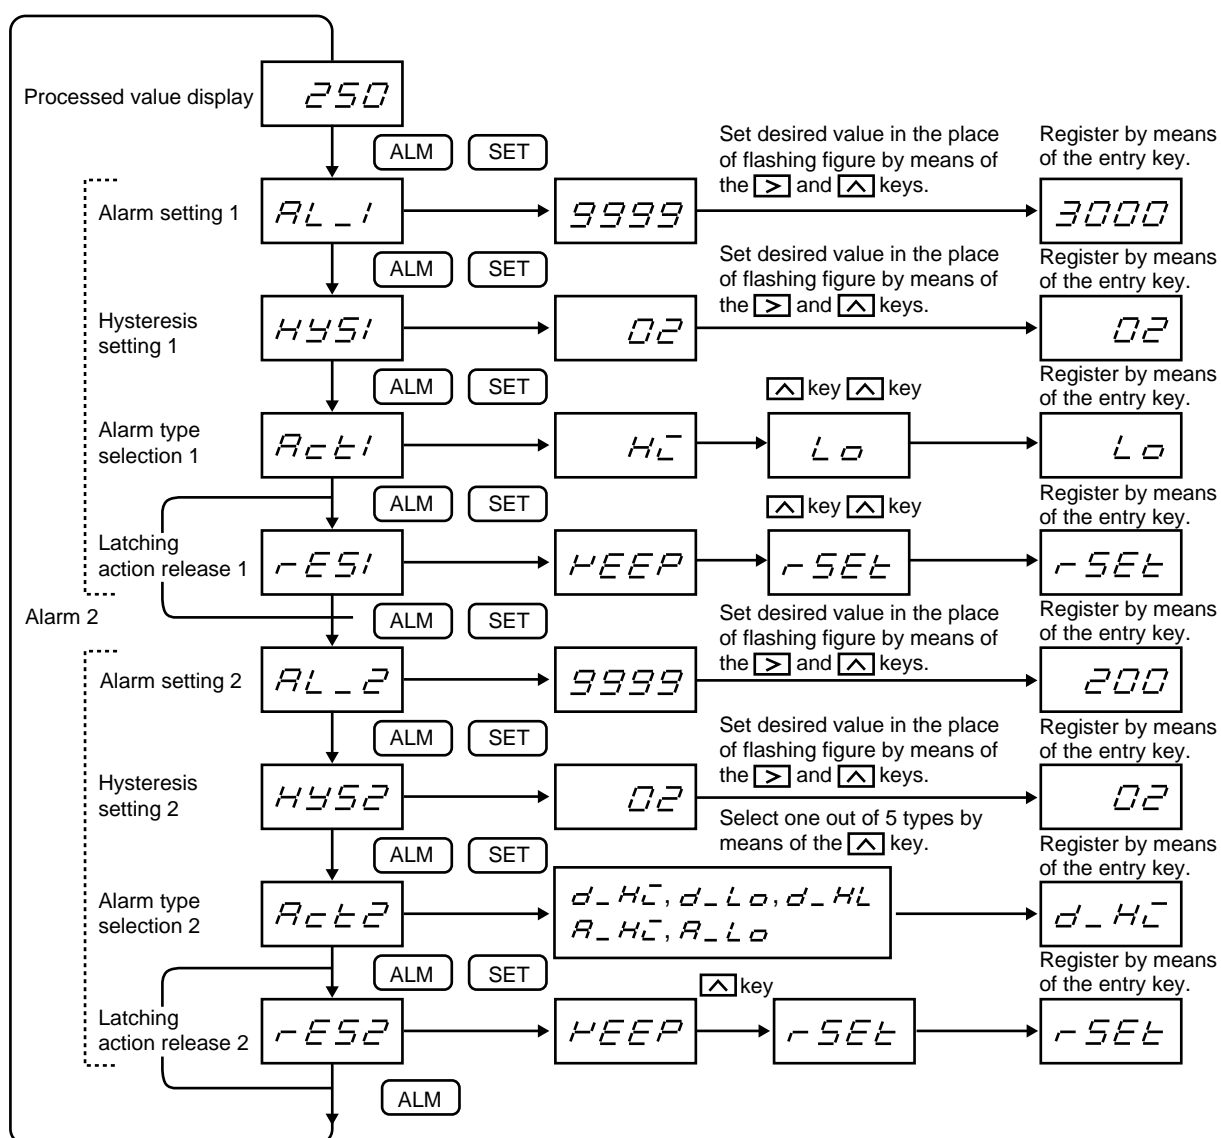 Processed value display
250
ALM SET
Set desired value in the place
of flashing figure by means of
the > and ^ keys.
Register by means
of the entry key.
Alarm setting 1
AL_1
9999
3000
ALM SET
Set desired value in the place
of flashing figure by means of
the > and ^ keys.
Register by means
of the entry key.
Hysteresis
setting 1
HYS1
02
02
ALM SET
^ key ^ key
Register by means
of the entry key.
Alarm type
selection 1
Act1
Hi
Lo
Lo
ALM SET
^ key ^ key
Register by means
of the entry key.
Latching
action release 1
rES1
KEEP
rSEt
rSEt
Alarm 2
ALM SET
Set desired value in the place
of flashing figure by means of
the > and ^ keys.
Register by means
of the entry key.
Alarm setting 2
AL_2
9999
200
ALM SET
Set desired value in the place
of flashing figure by means of
the > and ^ keys.
Register by means
of the entry key.
Hysteresis
setting 2
HYS2
02
02
ALM SET
Select one out of 5 types by
means of the ^ key.
Register by means
of the entry key.
Alarm type
selection 2
Act2
d_Hi, d_Lo, d_HL
A_Hi, A_Lo
d_Hi
ALM SET
^ key
Register by means
of the entry key.
Latching
action release 2
rES2
KEEP
rSEt
rSEt
ALM